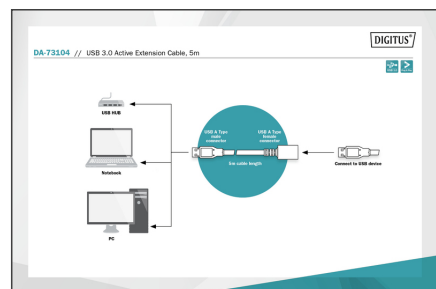 DIGITUS®
DA-73104 // USB 3.0 Active Extension Cable, 5m
USB HUB
USB A Type
male
connector
USB A Type
female
connector
5m cable length
Notebook
Connect to USB device
PC